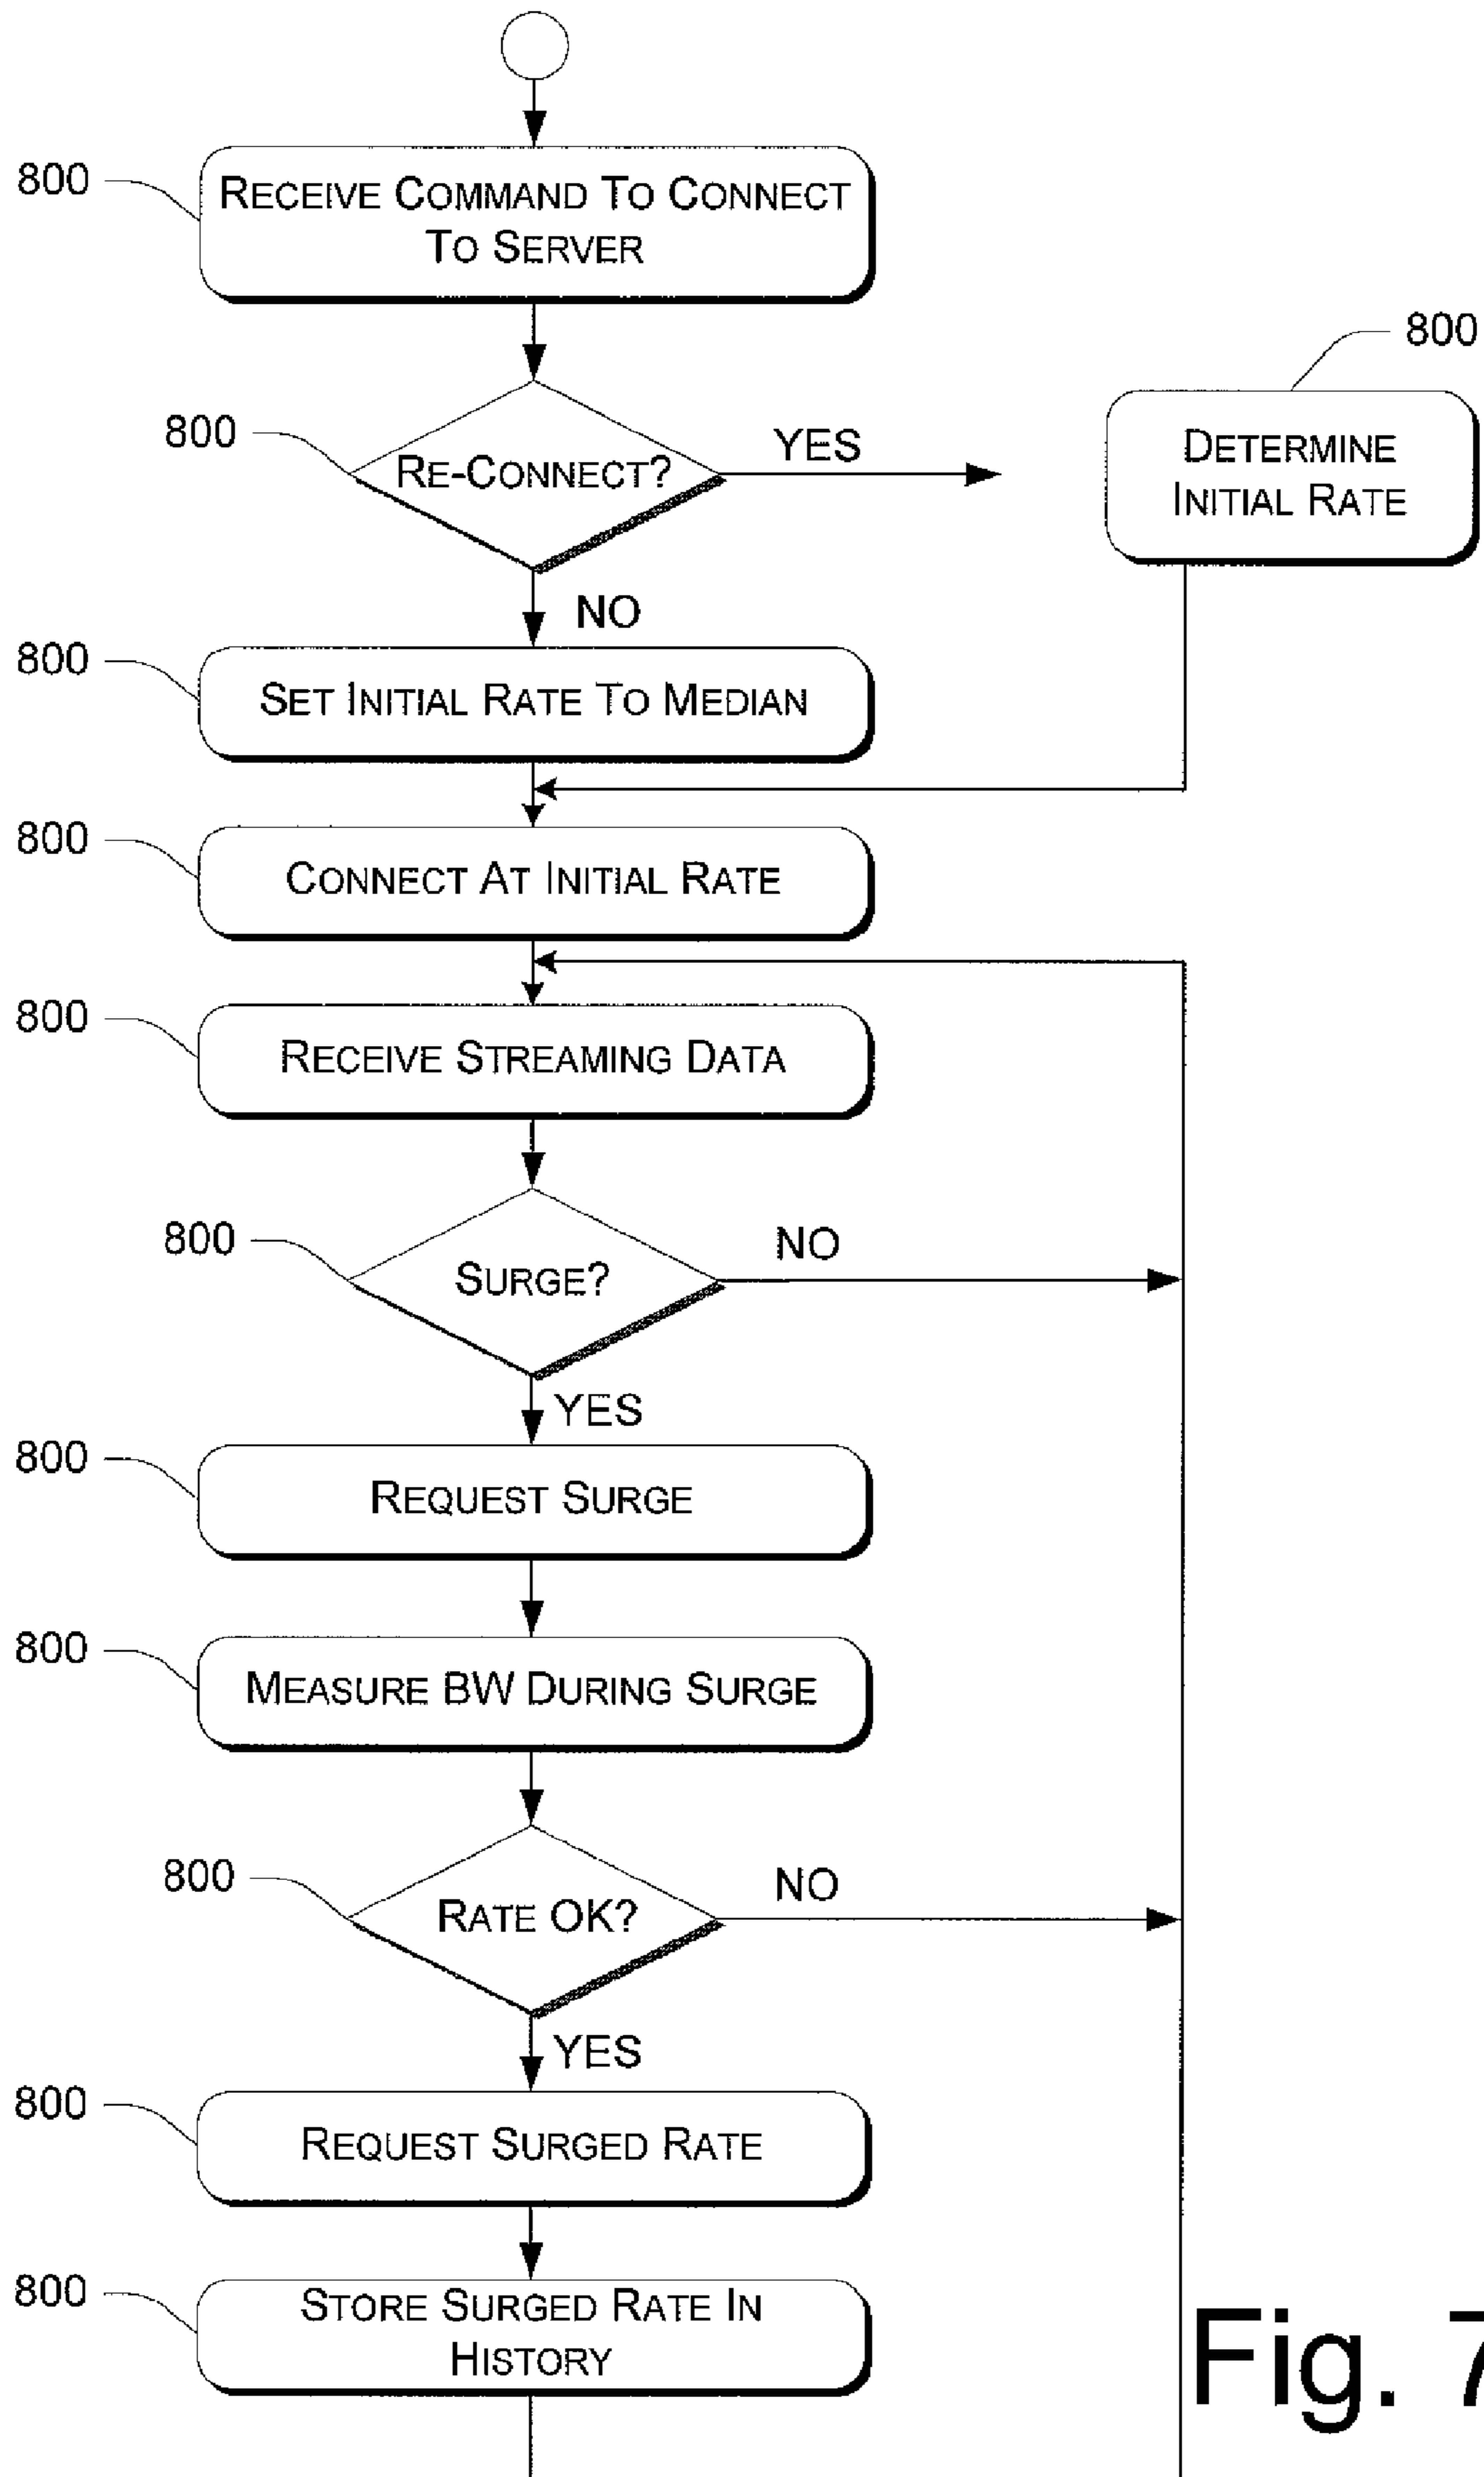 800
RECEIVE COMMAND TO CONNECT
TO SERVER
800
800
RE-CONNECT?
YES
DETERMINE
INITIAL RATE
NO
800
SET INITIAL RATE TO MEDIAN
800
CONNECT AT INITIAL RATE
800
RECEIVE STREAMING DATA
800
SURGE?
NO
YES
800
REQUEST SURGE
800
MEASURE BW DURING SURGE
800
RATE OK?
NO
YES
800
REQUEST SURGED RATE
800
STORE SURGED RATE IN
HISTORY
Fig. 7